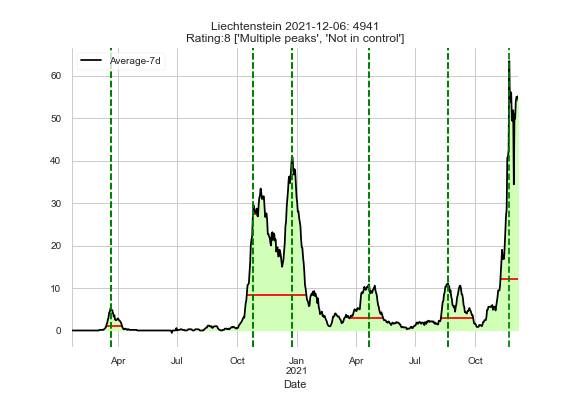 Liechtenstein 2021-12-06: 4941
Rating:8 ['Multiple peaks', 'Not in control']
Average-7d
60
50
40
30
20
10
0
Apr Jul Oct Jan Apr Jul Oct
2021
Date